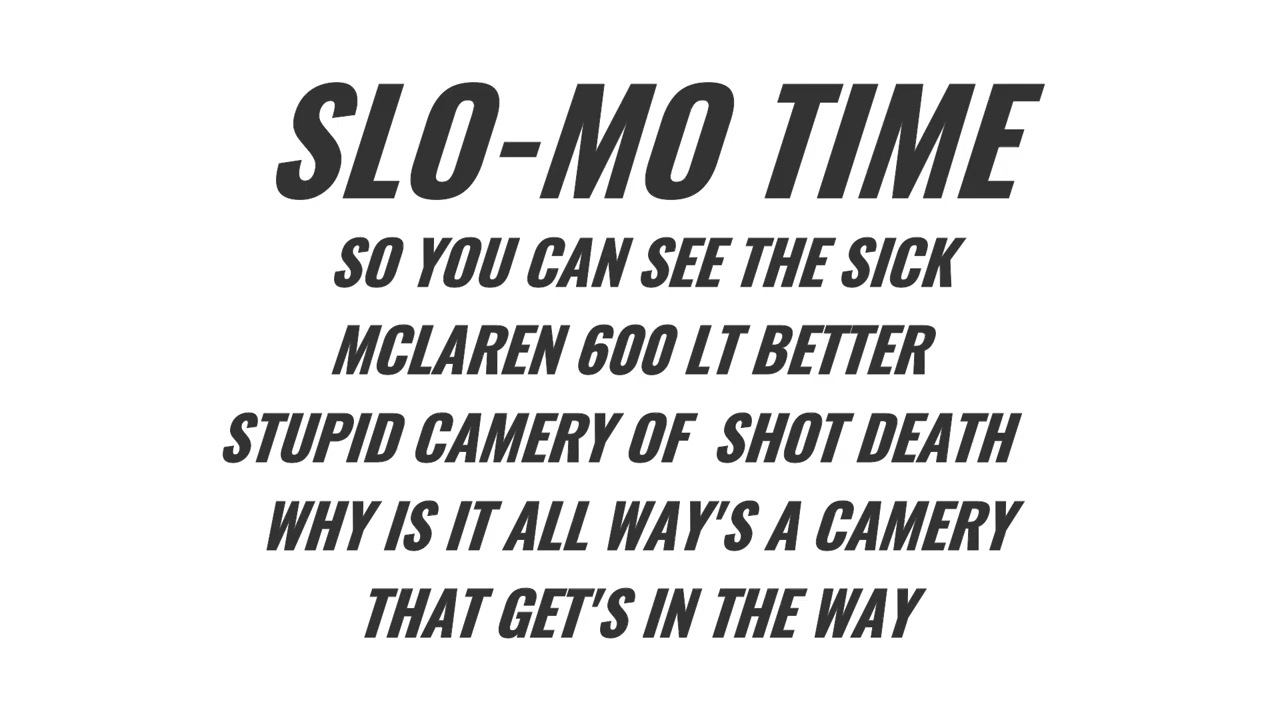 SLO-MO TIME
SO YOU CAN SEE THE SICK
MCLAREN 600 LT BETTER
STUPID CAMERY OF SHOT DEATH
WHY IS IT ALL WAY'S A CAMERY
THAT GET'S IN THE WAY